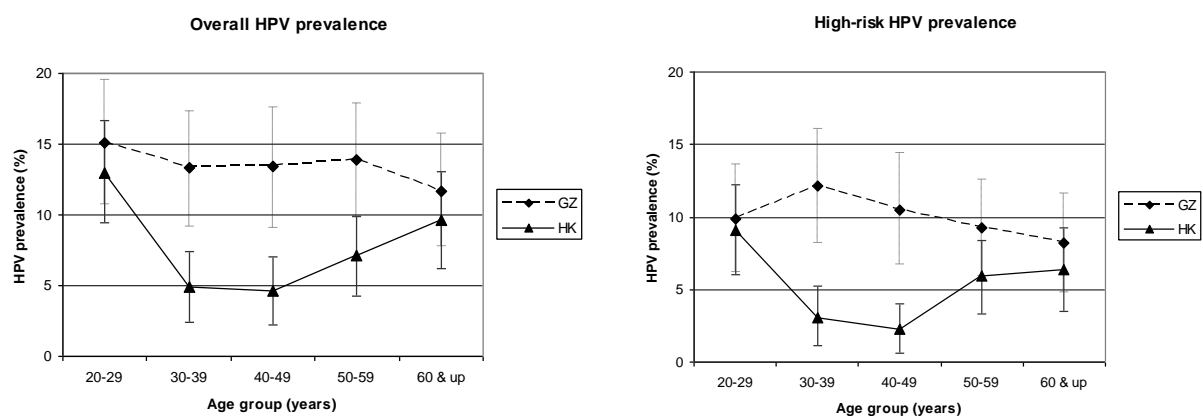 Overall HPV prevalence
20
15
10
5
0
HPV prevalence (%)
20-29 30-39 40-49 50-59 60 & up
Age group (years)
GZ
HK
High-risk HPV prevalence
20
15
10
5
0
HPV prevalence (%)
20-29 30-39 40-49 50-59 60 & up
Age group (years)
GZ
HK